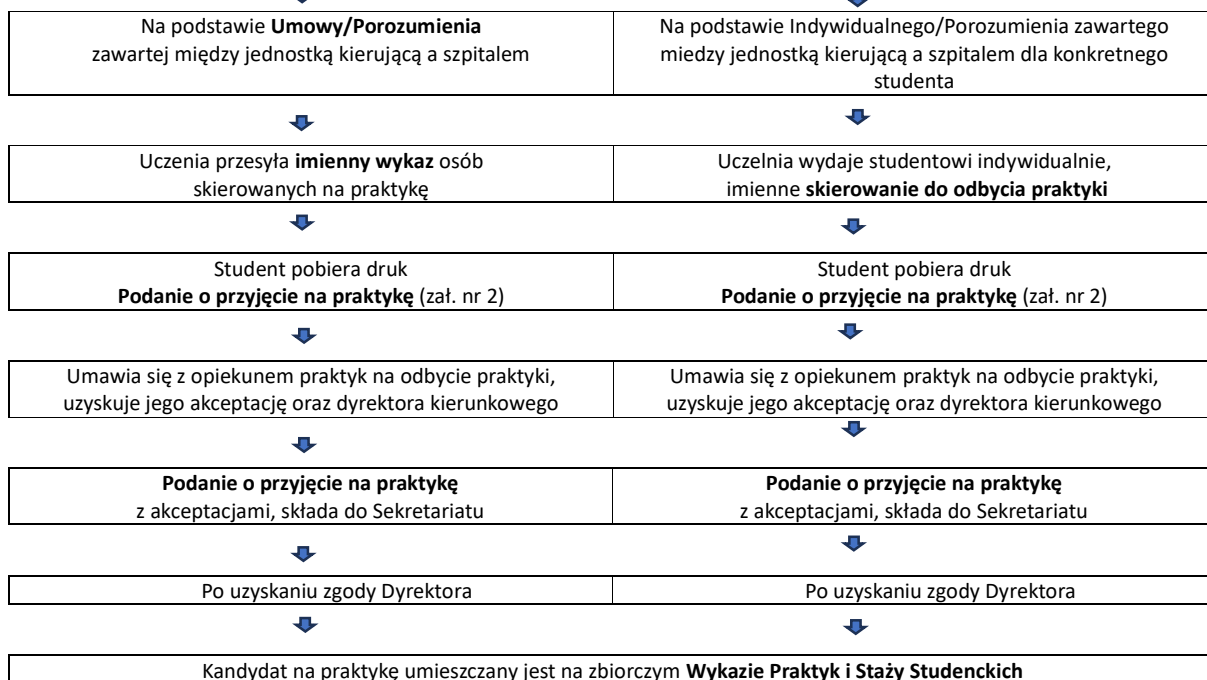 Na podstawie Umowy/Porozumienia
zawartej między jednostką kierującą a szpitalem
Na podstawie Indywidualnego/Porozumienia zawartego
miedzy jednostką kierującą a szpitalem dla konkretnego
studenta
Uczenia przesyła imienny wykaz osób
skierowanych na praktykę
Uczelnia wydaje studentowi indywidualnie,
imienne skierowanie do odbycia praktyki
Student pobiera druk
Podanie o przyjęcie na praktykę (zał. nr 2)
Student pobiera druk
Podanie o przyjęcie na praktykę (zał. nr 2)
Umawia się z opiekunem praktyk na odbycie praktyki,
uzyskuje jego akceptację oraz dyrektora kierunkowego
Umawia się z opiekunem praktyk na odbycie praktyki,
uzyskuje jego akceptację oraz dyrektora kierunkowego
Podanie o przyjęcie na praktykę
z akceptacjami, składa do Sekretariatu
Podanie o przyjęcie na praktykę
z akceptacjami, składa do Sekretariatu
Po uzyskaniu zgody Dyrektora
Po uzyskaniu zgody Dyrektora
Kandydat na praktykę umieszczany jest na zbiorczym Wykazie Praktyk i Staży Studenckich